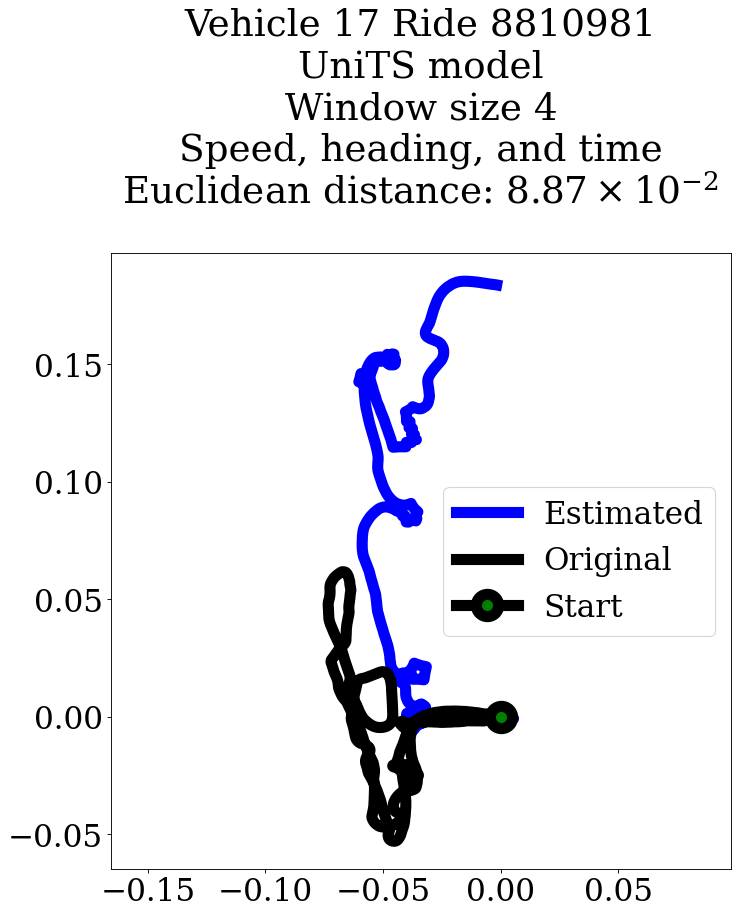 Vehicle 17 Ride 8810981
UniTS model
Window size 4
Speed, heading, and time
Euclidean distance: 8.87 × 10⁻²
0.15
0.10
0.05
0.00
−0.05
Estimated
Original
Start
−0.15 −0.10 −0.05 0.00 0.05